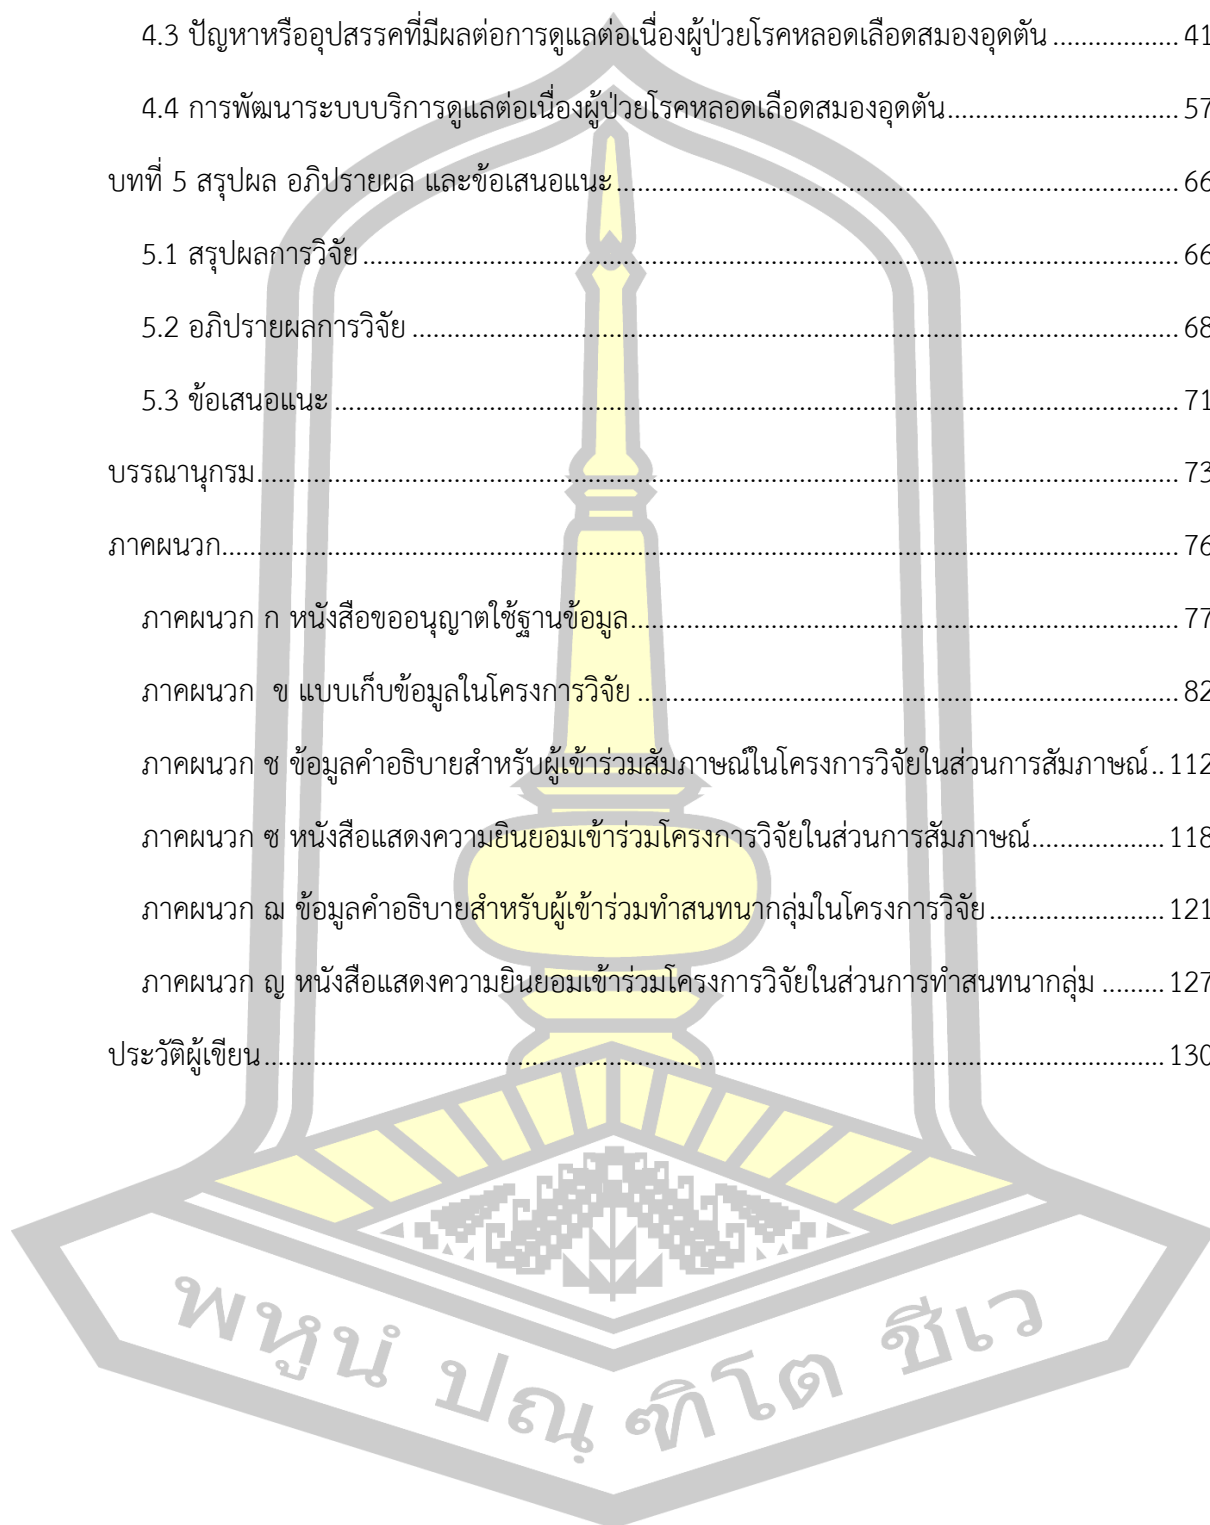 4.3 ปัญหาหรืออุปสรรคที่มีผลต่อการดูแลต่อเนื่องผู้ป่วยโรคหลอดเลือดสมองอุดตัน .................. 41
4.4 การพัฒนาระบบบริการดูแลต่อเนื่องผู้ป่วยโรคหลอดเลือดสมองอุดตัน................................. 57
บทที่ 5 สรุปผล อภิปรายผล และข้อเสนอแนะ........................................................................ 66
5.1 สรุปผลการวิจัย ........................................................................................................ 66
5.2 อภิปรายผลการวิจัย .................................................................................................. 68
5.3 ข้อเสนอแนะ ............................................................................................................ 71
บรรณานุกรม..................................................................................................................... 73
ภาคผนวก.......................................................................................................................... 76
ภาคผนวก ก หนังสือขออนุญาตใช้ฐานข้อมูล....................................................................... 77
ภาคผนวก ข แบบเก็บข้อมูลในโครงการวิจัย ...................................................................... 82
ภาคผนวก ช ข้อมูลคำอธิบายสำหรับผู้เข้าร่วมสัมภาษณ์ในโครงการวิจัยในส่วนการสัมภาษณ์.. 112
ภาคผนวก ซ หนังสือแสดงความยินยอมเข้าร่วมโครงการวิจัยในส่วนการสัมภาษณ์................. 118
ภาคผนวก ฌ ข้อมูลคำอธิบายสำหรับผู้เข้าร่วมทำสนทนากลุ่มในโครงการวิจัย ...................... 121
ภาคผนวก ญ หนังสือแสดงความยินยอมเข้าร่วมโครงการวิจัยในส่วนการทำสนทนากลุ่ม ......... 127
ประวัติผู้เขียน.................................................................................................................. 130
พหูนํ ปณฺฑิโต ชีเว